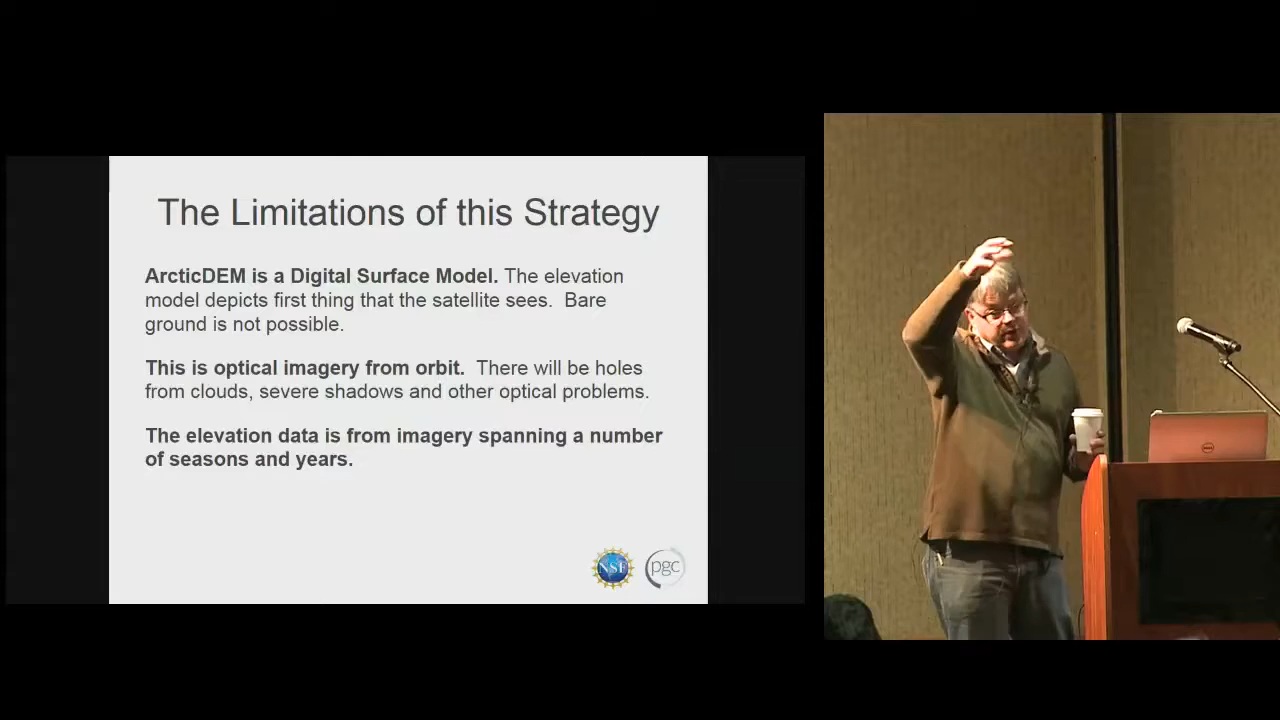 The Limitations of this Strategy
ArcticDEM is a Digital Surface Model. The elevation
model depicts first thing that the satellite sees. Bare
ground is not possible.
This is optical imagery from orbit. There will be holes
from clouds, severe shadows and other optical problems.
The elevation data is from imagery spanning a number
of seasons and years.
NSF
pgc
DELL